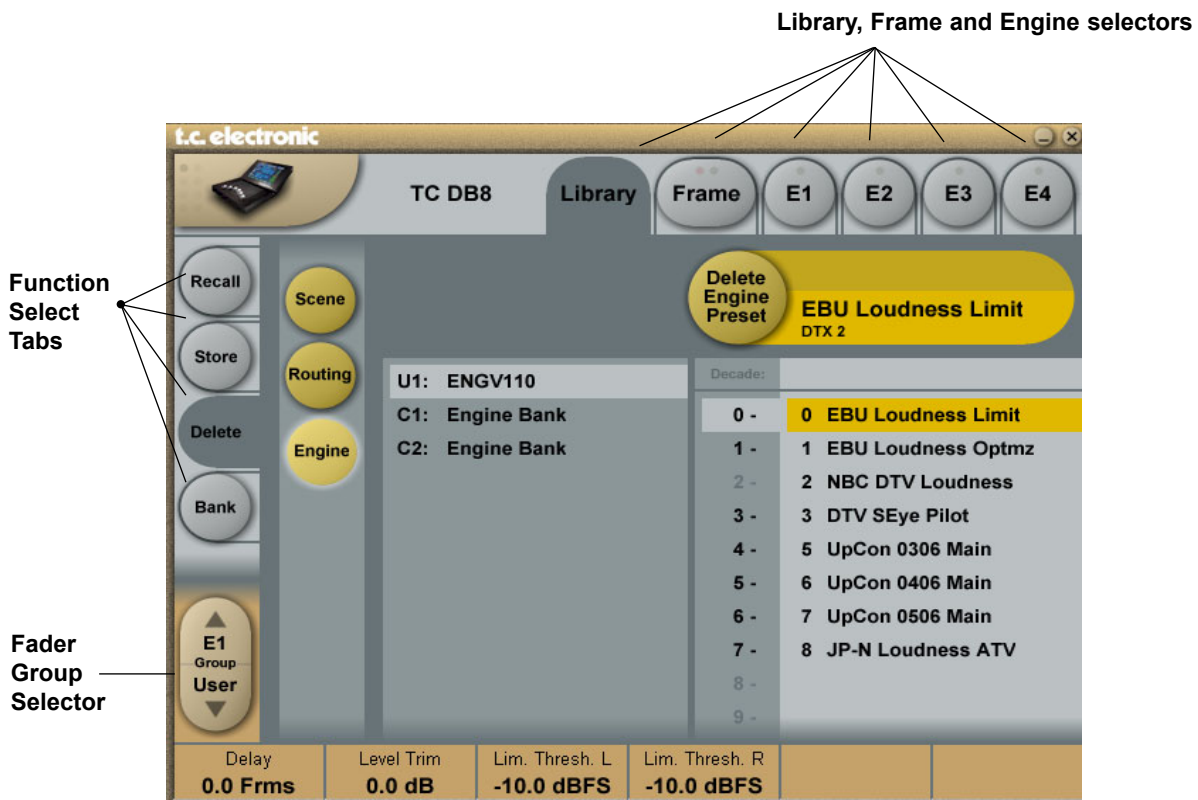 Library, Frame and Engine selectors
t.c. electronic
TC DB8
Library
Frame
E1
E2
E3
E4
Function
Select
Tabs
Recall
Store
Delete
Bank
Scene
Routing
Engine
Delete
Engine
Preset
EBU Loudness Limit
DTX 2
U1: ENGV110
C1: Engine Bank
C2: Engine Bank
Decade:
0 -
1 -
2 -
3 -
4 -
5 -
6 -
7 -
8 -
9 -
0 EBU Loudness Limit
1 EBU Loudness Optmz
2 NBC DTV Loudness
3 DTV SEye Pilot
5 UpCon 0306 Main
6 UpCon 0406 Main
7 UpCon 0506 Main
8 JP-N Loudness ATV
Fader
Group
Selector
E1
Group
User
Delay
0.0 Frms
Level Trim
0.0 dB
Lim. Thresh. L
-10.0 dBFS
Lim. Thresh. R
-10.0 dBFS